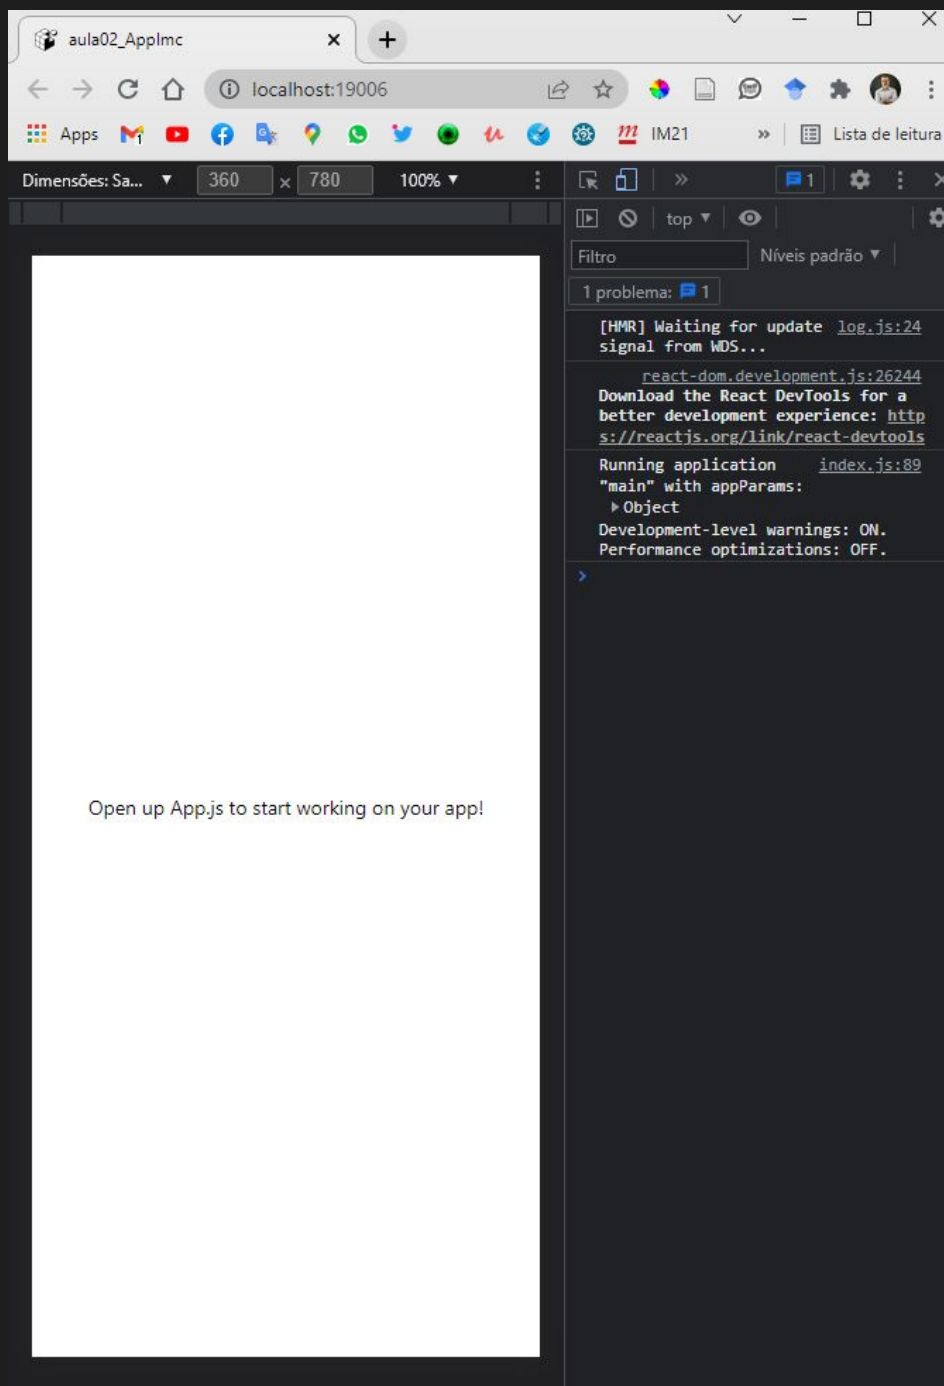 aula02_AppImc
localhost:19006
Apps
1
IM21
»
Lista de leitura
Dimensões: Sa... 360 × 780 100%
» 1
top
Filtro Níveis padrão
1 problema: 1
[HMR] Waiting for update log.js:24
signal from WDS...
react-dom.development.js:26244
Download the React DevTools for a
better development experience: http
s://reactjs.org/link/react-devtools
Running application index.js:89
"main" with appParams:
Object
Development-level warnings: ON.
Performance optimizations: OFF.
Open up App.js to start working on your app!